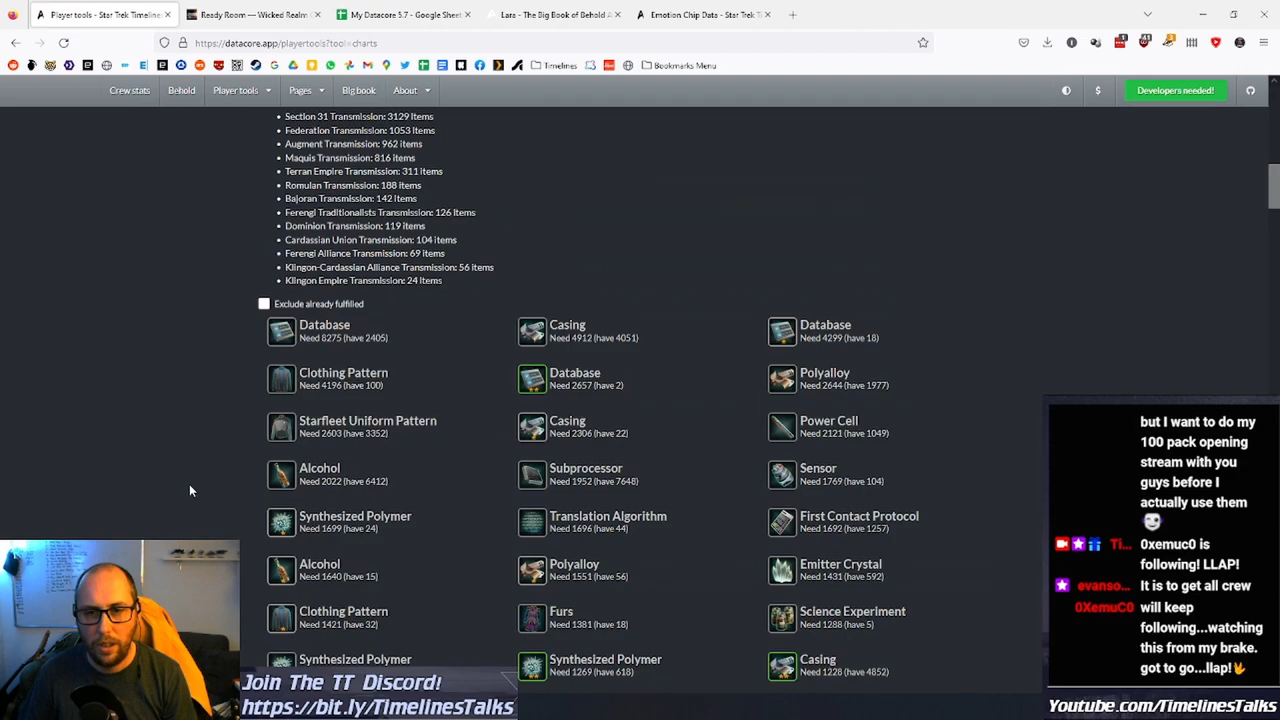 Player tools - Star Trek Timeline
Ready Room — Wicked Realm
My Datacore 5.7 - Google Sheet
Lara - The Big Book of Behold A
Emotion Chip Data - Star Trek Ti
https://datacore.app/playertools?tool=charts
Timelines
Bookmarks Menu
Crew stats
Behold
Player tools
Pages
Big book
About
$
Developers needed!
Section 31 Transmission: 3129 items
Federation Transmission: 1053 items
Augment Transmission: 962 items
Maquis Transmission: 816 items
Terran Empire Transmission: 311 items
Romulan Transmission: 188 items
Bajoran Transmission: 142 items
Ferengi Traditionalists Transmission: 126 items
Dominion Transmission: 119 items
Cardassian Union Transmission: 104 items
Ferengi Alliance Transmission: 69 items
Klingon-Cardassian Alliance Transmission: 56 items
Klingon Empire Transmission: 24 items
Exclude already fulfilled
Database
Need 8275 (have 2405)
Casing
Need 4912 (have 4051)
Database
Need 4299 (have 18)
Clothing Pattern
Need 4196 (have 100)
Database
Need 2657 (have 2)
Polyalloy
Need 2644 (have 1977)
Starfleet Uniform Pattern
Need 2603 (have 3352)
Casing
Need 2306 (have 22)
Power Cell
Need 2121 (have 1049)
Alcohol
Need 2022 (have 6412)
Subprocessor
Need 1952 (have 7648)
Sensor
Need 1769 (have 104)
Synthesized Polymer
Need 1699 (have 24)
Translation Algorithm
Need 1696 (have 44)
First Contact Protocol
Need 1692 (have 1257)
Alcohol
Need 1640 (have 15)
Polyalloy
Need 1551 (have 56)
Emitter Crystal
Need 1431 (have 592)
Clothing Pattern
Need 1421 (have 32)
Furs
Need 1381 (have 18)
Science Experiment
Need 1288 (have 5)
Synthesized Polymer
Synthesized Polymer
Need 1269 (have 618)
Casing
Need 1228 (have 4852)
but I want to do my
100 pack opening
stream with you
guys before I
actually use them
Ti... 0xemuc0 is
following! LLAP!
evanso... It is to get all crew
0XemuC0 will keep
following...watching
this from my brake.
got to go...llap!
Join The TT Discord!
https://bit.ly/TimelinesTalks
Youtube.com/TimelinesTalks